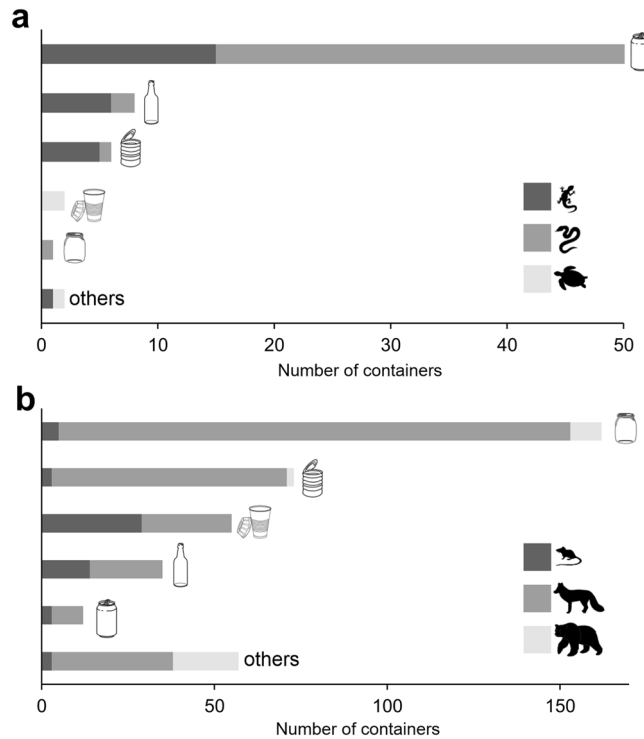 a
others
0 10 20 30 40 50
Number of containers
b
others
0 50 100 150
Number of containers